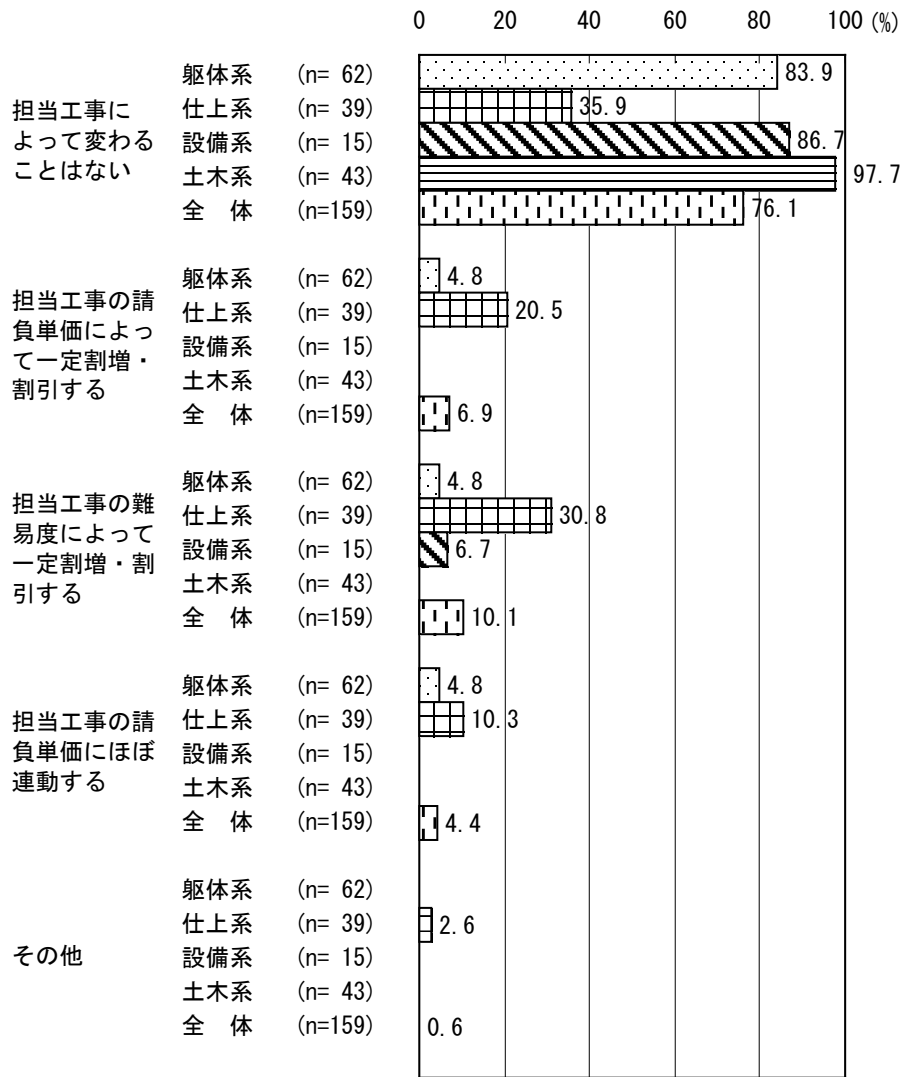 0 20 40 60 80 100 (%)
担当工事に
よって変わる
ことはない
躯体系 (n= 62) 83.9
仕上系 (n= 39) 35.9
設備系 (n= 15) 86.7
土木系 (n= 43) 97.7
全　体 (n=159) 76.1
担当工事の請
負単価によっ
て一定割増・
割引する
躯体系 (n= 62) 4.8
仕上系 (n= 39) 20.5
設備系 (n= 15)
土木系 (n= 43)
全　体 (n=159) 6.9
担当工事の難
易度によって
一定割増・割
引する
躯体系 (n= 62) 4.8
仕上系 (n= 39) 30.8
設備系 (n= 15) 6.7
土木系 (n= 43)
全　体 (n=159) 10.1
担当工事の請
負単価にほぼ
連動する
躯体系 (n= 62) 4.8
仕上系 (n= 39) 10.3
設備系 (n= 15)
土木系 (n= 43)
全　体 (n=159) 4.4
その他
躯体系 (n= 62)
仕上系 (n= 39) 2.6
設備系 (n= 15)
土木系 (n= 43)
全　体 (n=159) 0.6